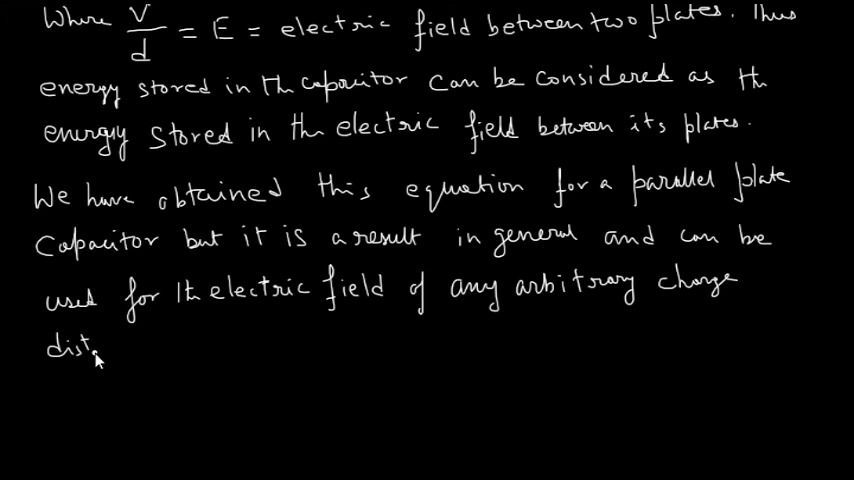 Where V/d = E = electric field between two plates. Thus
energy stored in the capacitor can be considered as the
energy stored in the electric field between its plates.
We have obtained this equation for a parallel plate
Capacitor but it is a result in general and can be
used for the electric field of any arbitrary charge
dist